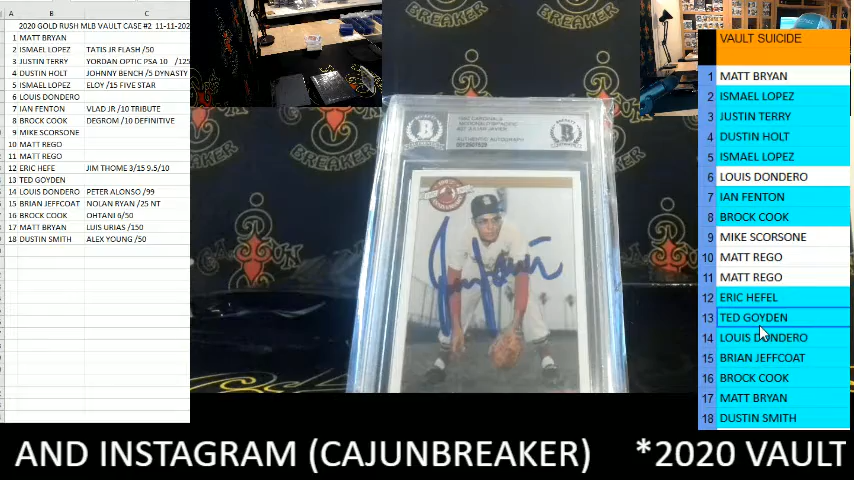 A B C
2020 GOLD RUSH MLB VAULT CASE #2 11-11-202
1 MATT BRYAN
2 ISMAEL LOPEZ TATIS JR FLASH /50
3 JUSTIN TERRY YORDAN OPTIC PSA 10 /125
4 DUSTIN HOLT JOHNNY BENCH /5 DYNASTY
5 ISMAEL LOPEZ ELOY /15 FIVE STAR
6 LOUIS DONDERO
7 IAN FENTON VLAD JR /10 TRIBUTE
8 BROCK COOK DEGROM /10 DEFINITIVE
9 MIKE SCORSONE
10 MATT REGO
MATT REGO
12 ERIC HEFE JIM THOME 3/15 9.5/10
13 TED GOYDEN
14 LOUIS DONDERO PETER ALONSO /99
15 BRIAN JEFFCOAT NOLAN RYAN /25 NT
16 BROCK COOK OHTANI 6/50
17 MATT BRYAN LUIS URIAS /150
18 DUSTIN SMITH ALEX YOUNG /50
BREAKER
BREAKER
#27 JULIAN JAVIER
AUTHENTIC AUTOGRAPH
BECKETT
VAULT SUICIDE
1 MATT BRYAN
2 ISMAEL LOPEZ
3 JUSTIN TERRY
4 DUSTIN HOLT
5 ISMAEL LOPEZ
6 LOUIS DONDERO
7 IAN FENTON
8 BROCK COOK
9 MIKE SCORSONE
10 MATT REGO
11 MATT REGO
12 ERIC HEFEL
13 TED GOYDEN
14 LOUIS DONDERO
15 BRIAN JEFFCOAT
16 BROCK COOK
17 MATT BRYAN
18 DUSTIN SMITH
AND INSTAGRAM (CAJUNBREAKER) *2020 VAULT